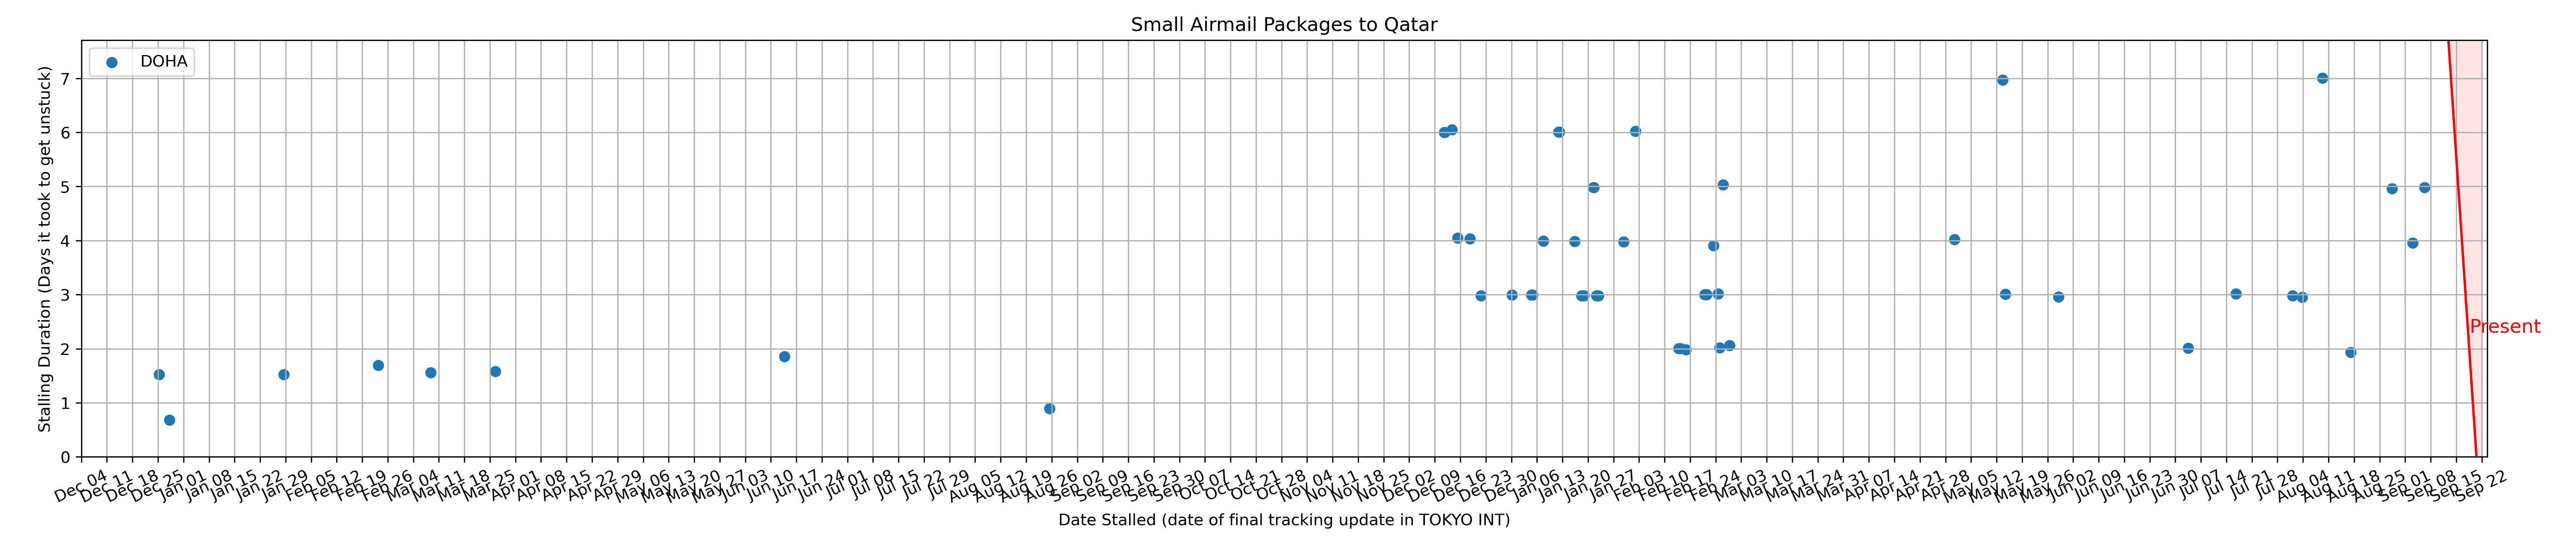 Small Airmail Packages to Qatar
DOHA
Stalling Duration (Days it took to get unstuck)
7
6
5
4
3
2
1
0
Present
Dec 04
Dec 11
Dec 18
Dec 25
Jan 01
Jan 08
Jan 15
Jan 22
Jan 29
Feb 05
Feb 12
Feb 19
Feb 26
Mar 04
Mar 11
Mar 18
Mar 25
Apr 01
Apr 08
Apr 15
Apr 22
Apr 29
May 06
May 13
May 20
May 27
Jun 03
Jun 10
Jun 17
Jun 24
Jul 01
Jul 08
Jul 15
Jul 22
Jul 29
Aug 05
Aug 12
Aug 19
Aug 26
Sep 02
Sep 09
Sep 16
Sep 23
Sep 30
Oct 07
Oct 14
Oct 21
Oct 28
Nov 04
Nov 11
Nov 18
Nov 25
Dec 02
Dec 09
Dec 16
Dec 23
Dec 30
Jan 06
Jan 13
Jan 20
Jan 27
Feb 03
Feb 10
Feb 17
Feb 24
Mar 03
Mar 10
Mar 17
Mar 24
Mar 31
Apr 07
Apr 14
Apr 21
Apr 28
May 05
May 12
May 19
May 26
Jun 02
Jun 09
Jun 16
Jun 23
Jun 30
Jul 07
Jul 14
Jul 21
Jul 28
Aug 04
Aug 11
Aug 18
Aug 25
Sep 01
Sep 08
Sep 15
Sep 22
Date Stalled (date of final tracking update in TOKYO INT)